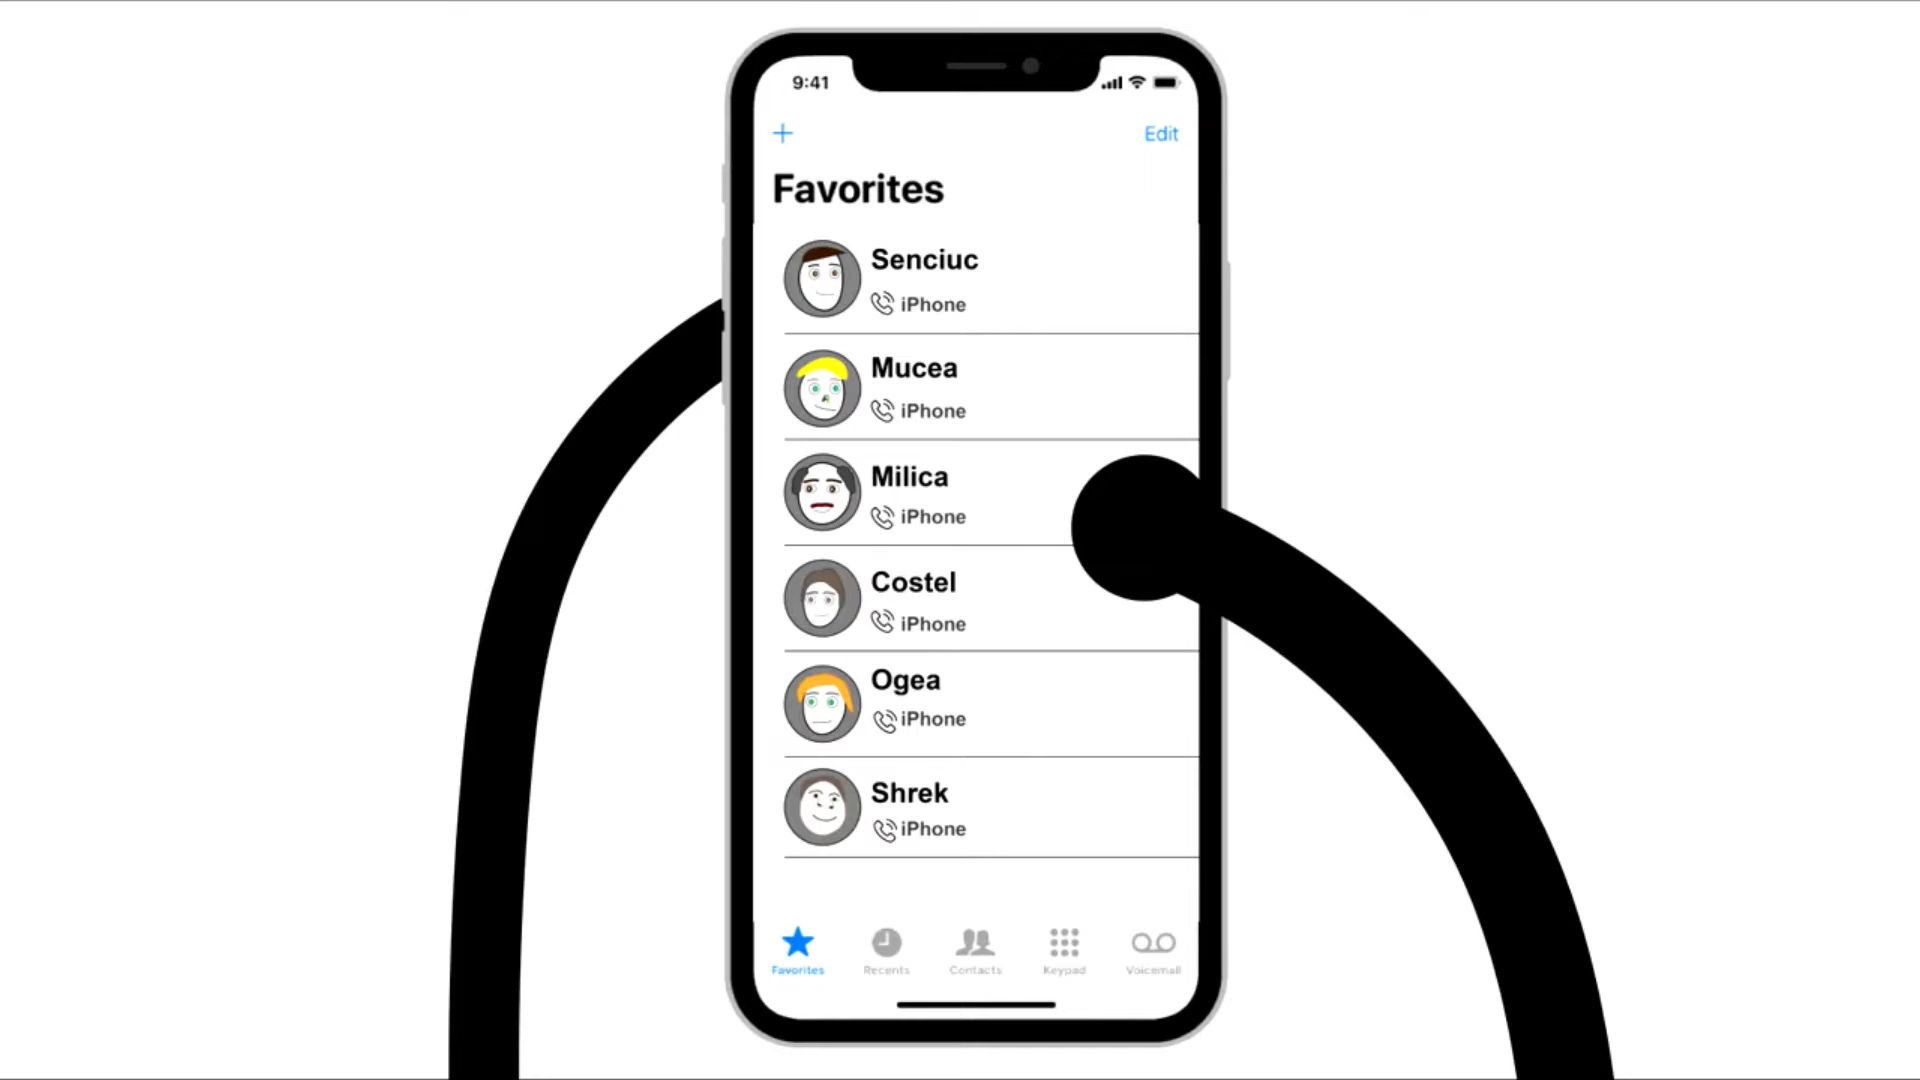 9:41
Edit
Favorites
Senciuc
iPhone
Mucea
iPhone
Milica
iPhone
Costel
iPhone
Ogea
iPhone
Shrek
iPhone
Favorites Recents Contacts Keypad Voicemail